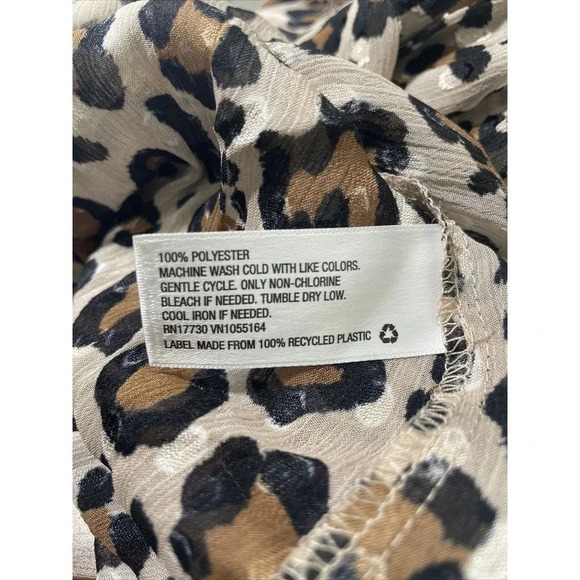 100% POLYESTER
MACHINE WASH COLD WITH LIKE COLORS.
GENTLE CYCLE. ONLY NON-CHLORINE
BLEACH IF NEEDED. TUMBLE DRY LOW.
COOL IRON IF NEEDED.
RN17730 VN1055164
LABEL MADE FROM 100% RECYCLED PLASTIC